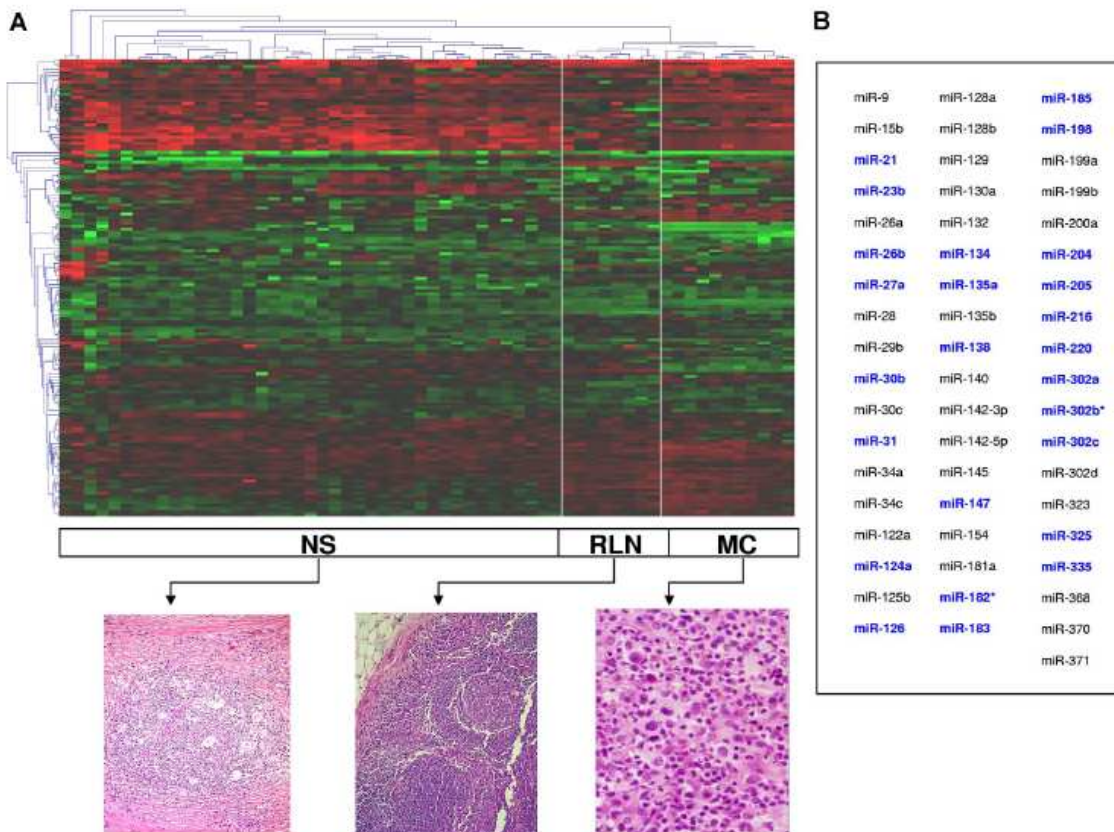 A
B
NS RLN MC
miR-9 miR-128a miR-185
miR-15b miR-128b miR-198
miR-21 miR-129 miR-199a
miR-23b miR-130a miR-199b
miR-26a miR-132 miR-200a
miR-26b miR-134 miR-204
miR-27a miR-135a miR-205
miR-28 miR-135b miR-216
miR-29b miR-138 miR-220
miR-30b miR-140 miR-302a
miR-30c miR-142-3p miR-302b*
miR-31 miR-142-5p miR-302c
miR-34a miR-145 miR-302d
miR-34c miR-147 miR-323
miR-122a miR-154 miR-325
miR-124a miR-181a miR-335
miR-125b miR-182* miR-368
miR-126 miR-183 miR-370
miR-371